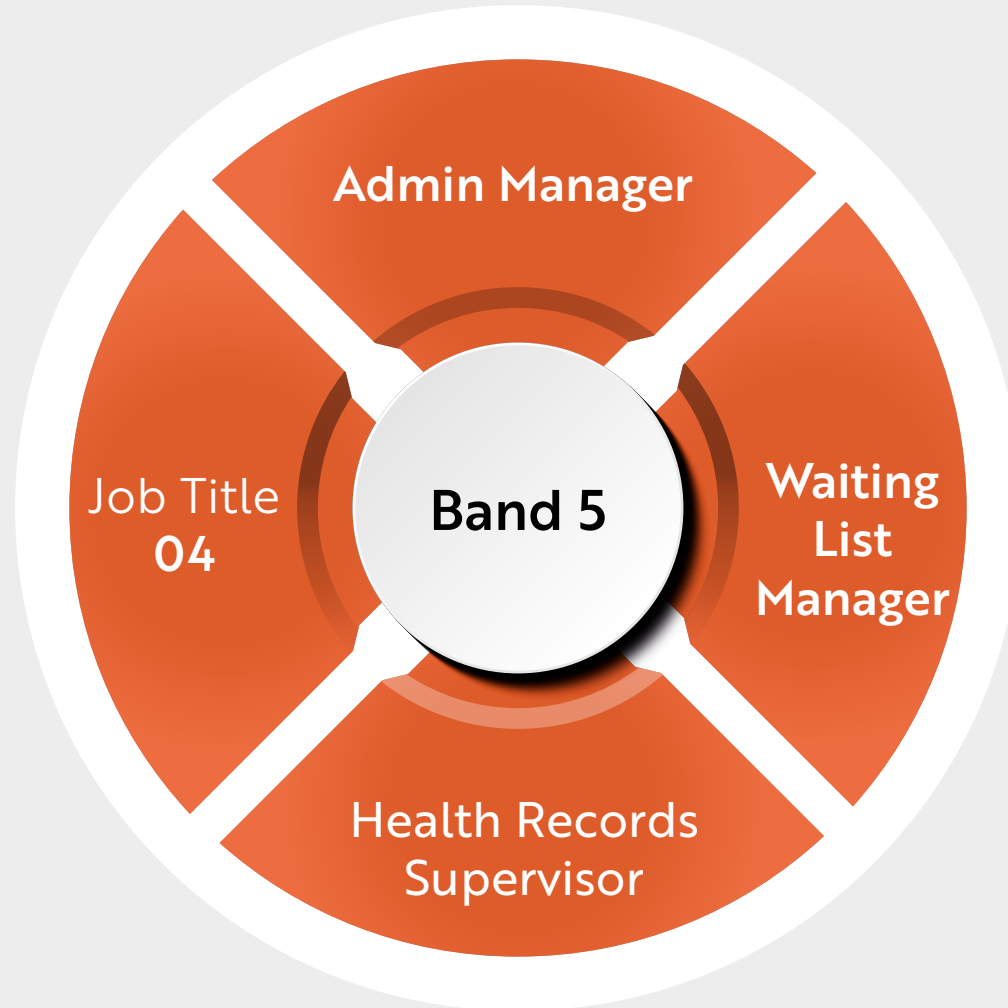 Admin Manager
Job Title
04
Band 5
Waiting
List
Manager
Health Records
Supervisor